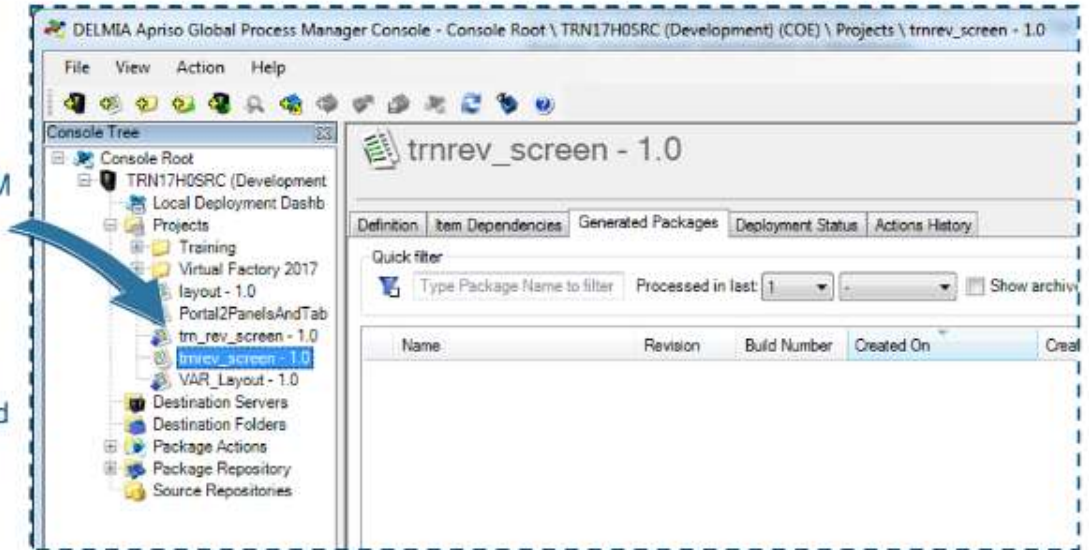 DELMIA Apriso Global Process Manager Console - Console Root \ TRN17H0SRC (Development) (COE) \ Projects \ trnrev_screen - 1.0
File View Action Help
Console Tree
Console Root
TRN17H0SRC (Development
Local Deployment Dashb
Projects
Training
Virtual Factory 2017
layout - 1.0
Portal2PanelsAndTab
trn_rev_screen - 1.0
trnrev_screen - 1.0
VAR_Layout - 1.0
Destination Servers
Destination Folders
Package Actions
Package Repository
Source Repositories
trnrev_screen - 1.0
Definition Item Dependencies Generated Packages Deployment Status Actions History
Quick filter
Type Package Name to filter Processed in last: 1 - Show archiv
Name Revision Build Number Created On Creat
M
d